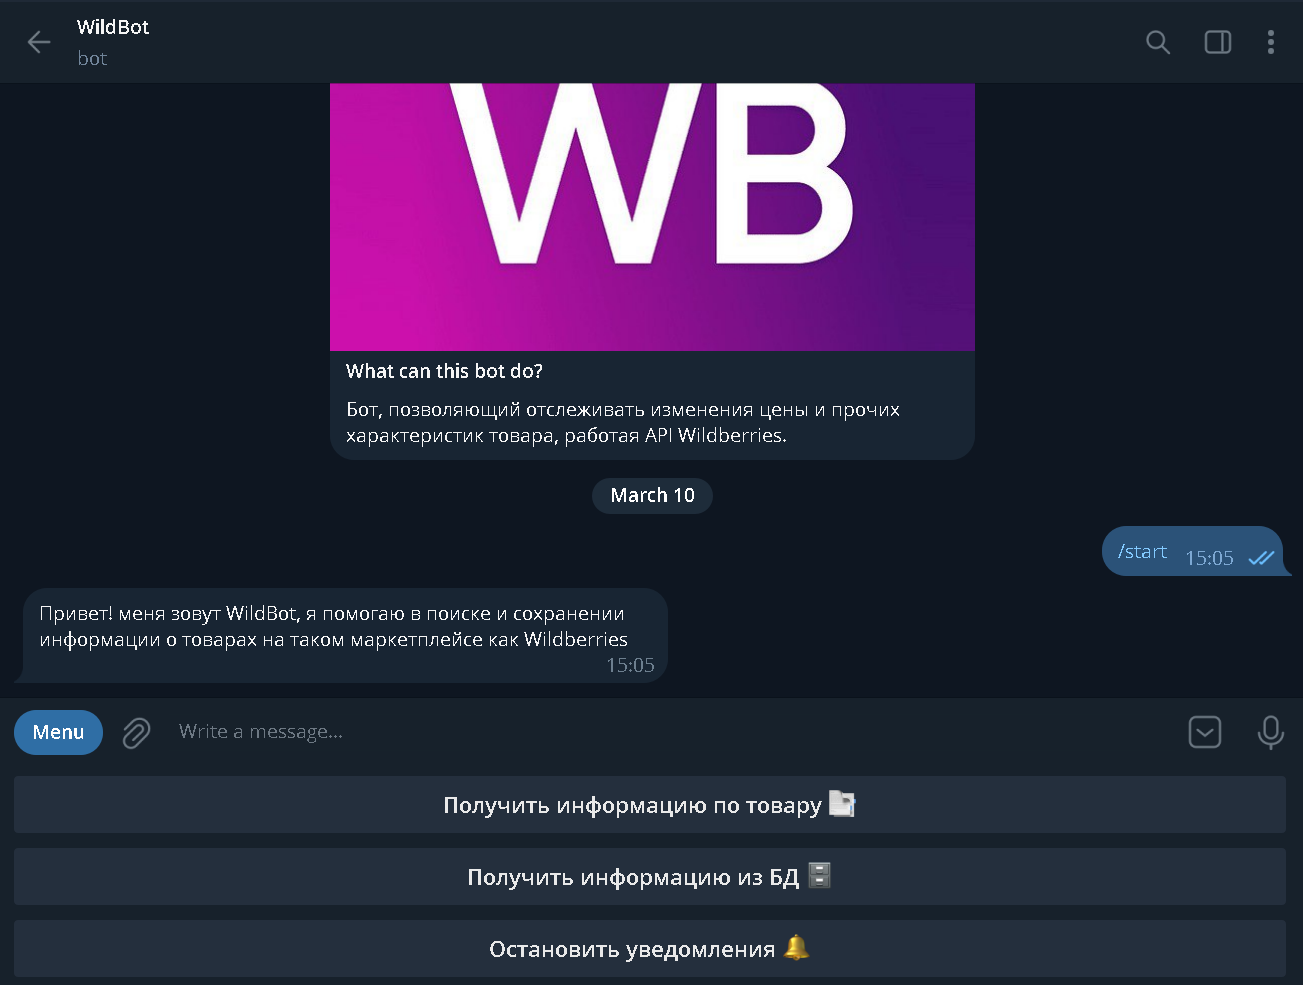 WildBot
bot
WB
What can this bot do?
Бот, позволяющий отслеживать изменения цены и прочих
характеристик товара, работая API Wildberries.
March 10
/start 15:05
Привет! меня зовут WildBot, я помогаю в поиске и сохранении
информации о товарах на таком маркетплейсе как Wildberries
15:05
Menu Write a message...
Получить информацию по товару
Получить информацию из БД
Остановить уведомления